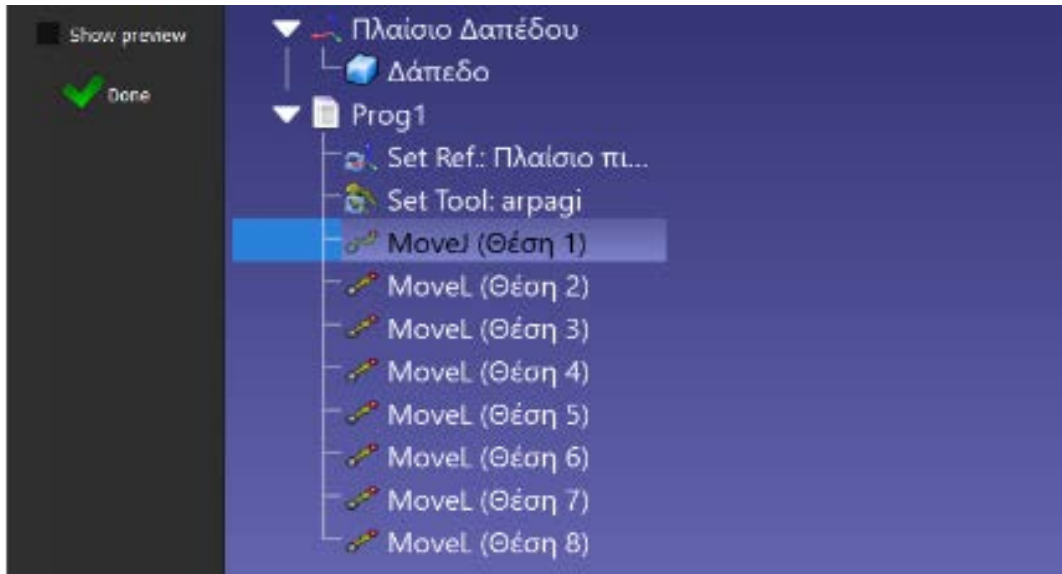 Show preview
Done
Πλαίσιο Δαπέδου
Δάπεδο
Prog1
Set Ref.: Πλαίσιο πι...
Set Tool: arpagi
MoveJ (Θέση 1)
MoveL (Θέση 2)
MoveL (Θέση 3)
MoveL (Θέση 4)
MoveL (Θέση 5)
MoveL (Θέση 6)
MoveL (Θέση 7)
MoveL (Θέση 8)